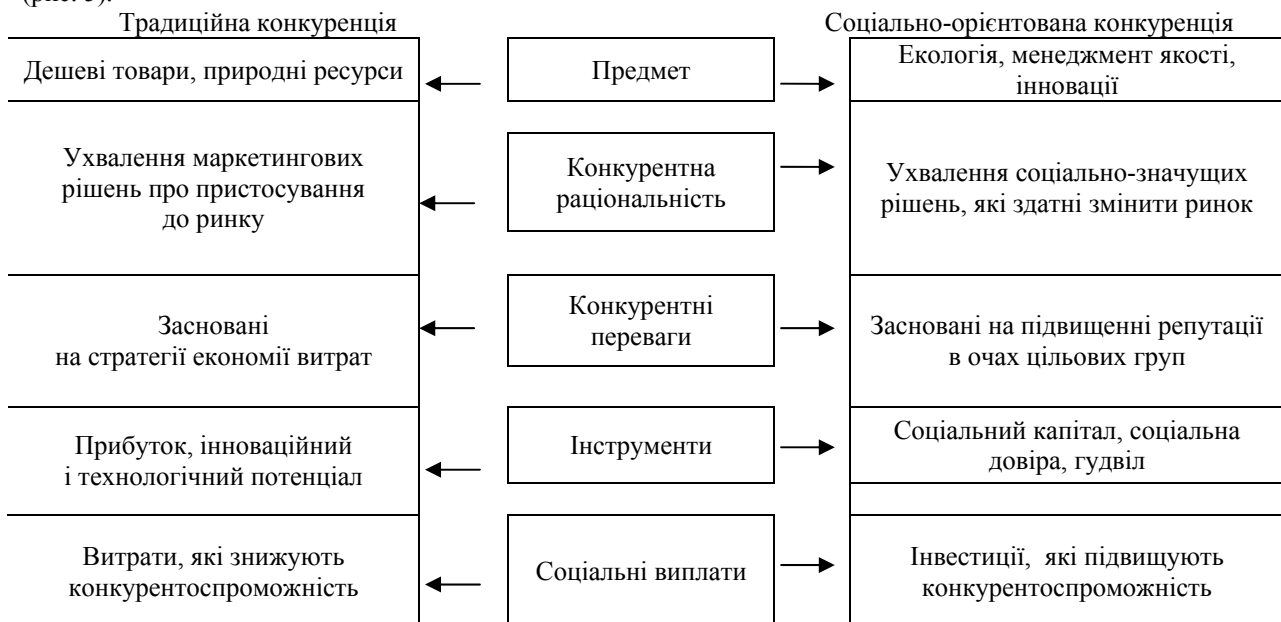 (рис. 3).
Традиційна конкуренція
Соціально-орієнтована конкуренція
Дешеві товари, природні ресурси
Предмет
Екологія, менеджмент якості,
інновації
Ухвалення маркетингових
рішень про пристосування
до ринку
Конкурентна
раціональність
Ухвалення соціально-значущих
рішень, які здатні змінити ринок
Засновані
на стратегії економії витрат
Конкурентні
переваги
Засновані на підвищенні репутації
в очах цільових груп
Прибуток, інноваційний
і технологічний потенціал
Інструменти
Соціальний капітал, соціальна
довіра, гудвіл
Витрати, які знижують
конкурентоспроможність
Соціальні виплати
Інвестиції, які підвищують
конкурентоспроможність